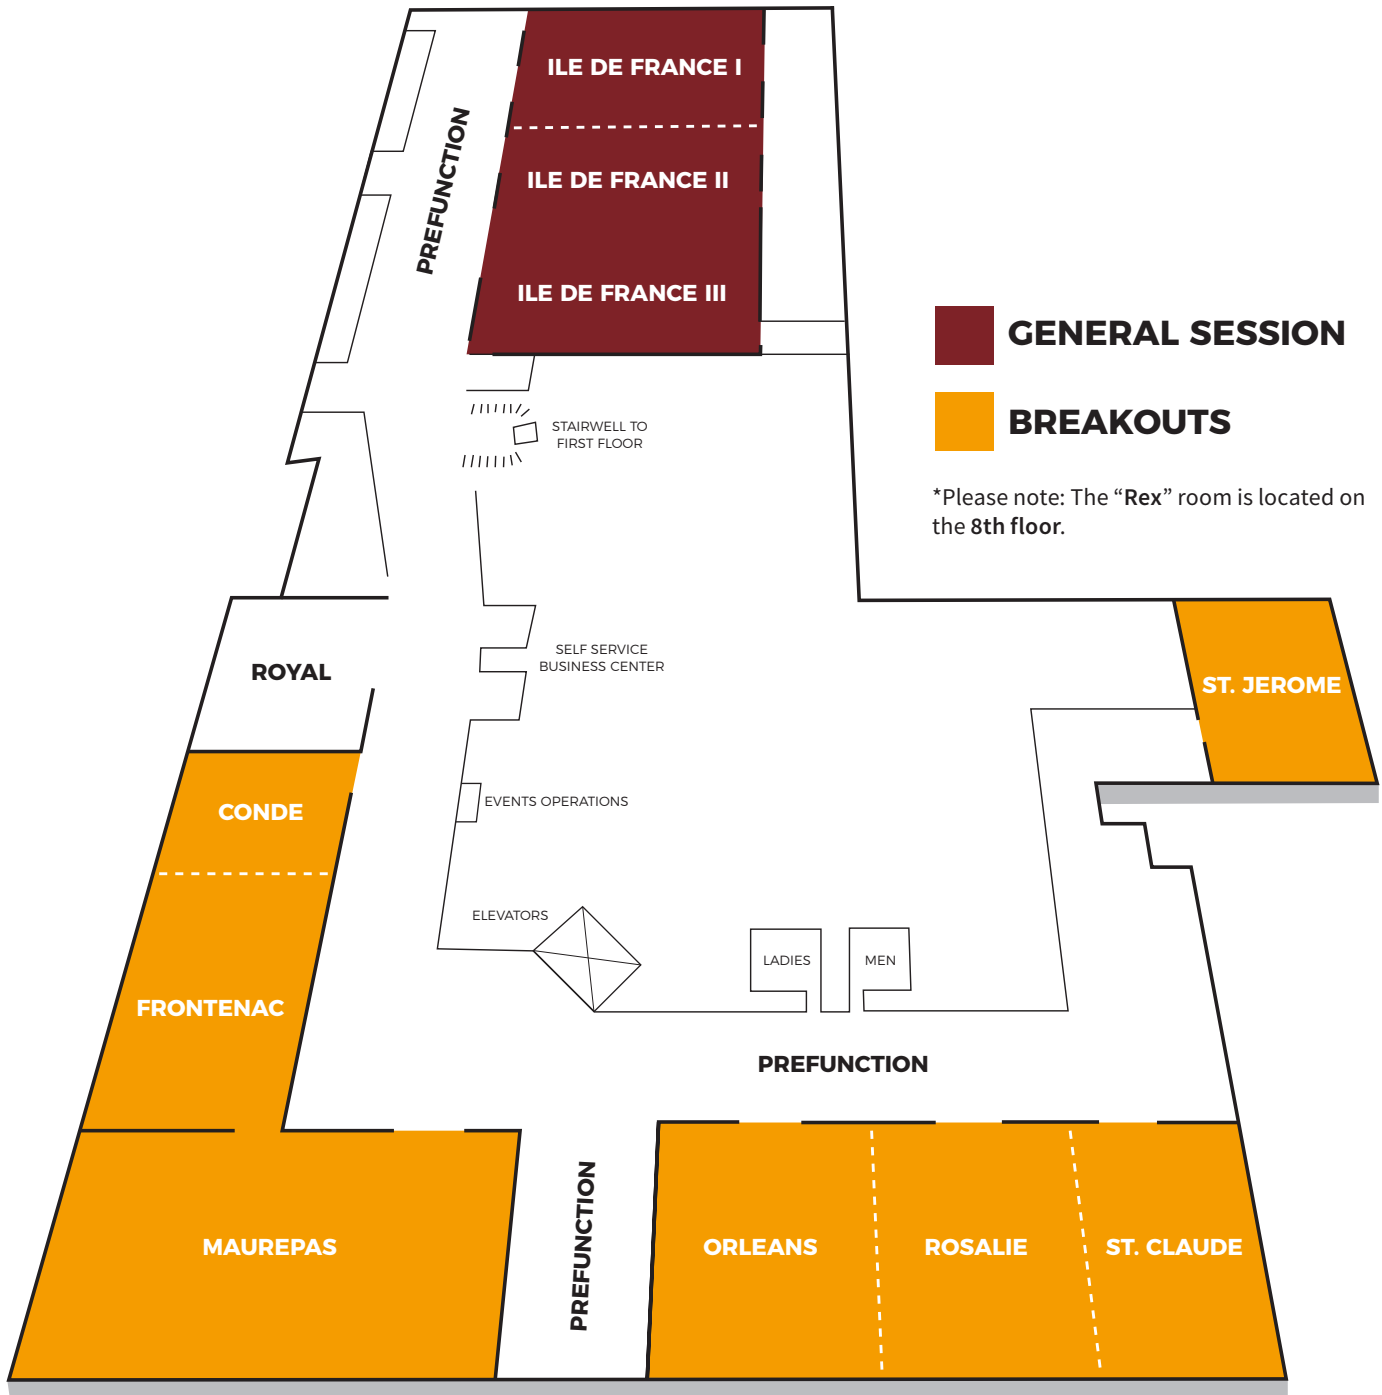 ILE DE FRANCE I
PREFUNCTION
ILE DE FRANCE II
ILE DE FRANCE III
GENERAL SESSION
BREAKOUTS
STAIRWELL TO
FIRST FLOOR
*Please note: The “Rex” room is located on
the 8th floor.
SELF SERVICE
BUSINESS CENTER
ROYAL
ST. JEROME
CONDE
EVENTS OPERATIONS
ELEVATORS
LADIES
MEN
FRONTENAC
PREFUNCTION
MAUREPAS
PREFUNCTION
ORLEANS
ROSALIE
ST. CLAUDE